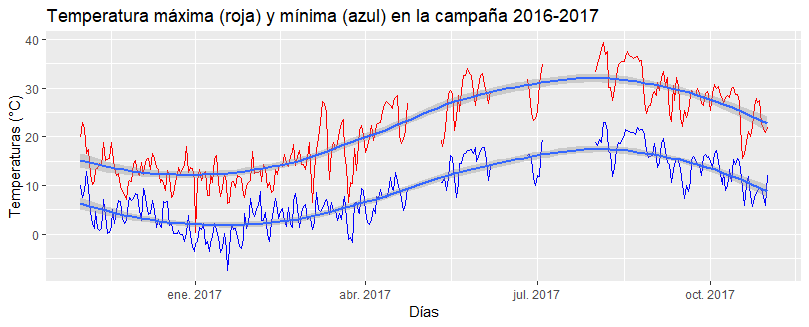 Temperatura máxima (roja) y mínima (azul) en la campaña 2016-2017
Temperaturas (°C)
40
30
20
10
0
ene. 2017
abr. 2017
jul. 2017
oct. 2017
Días